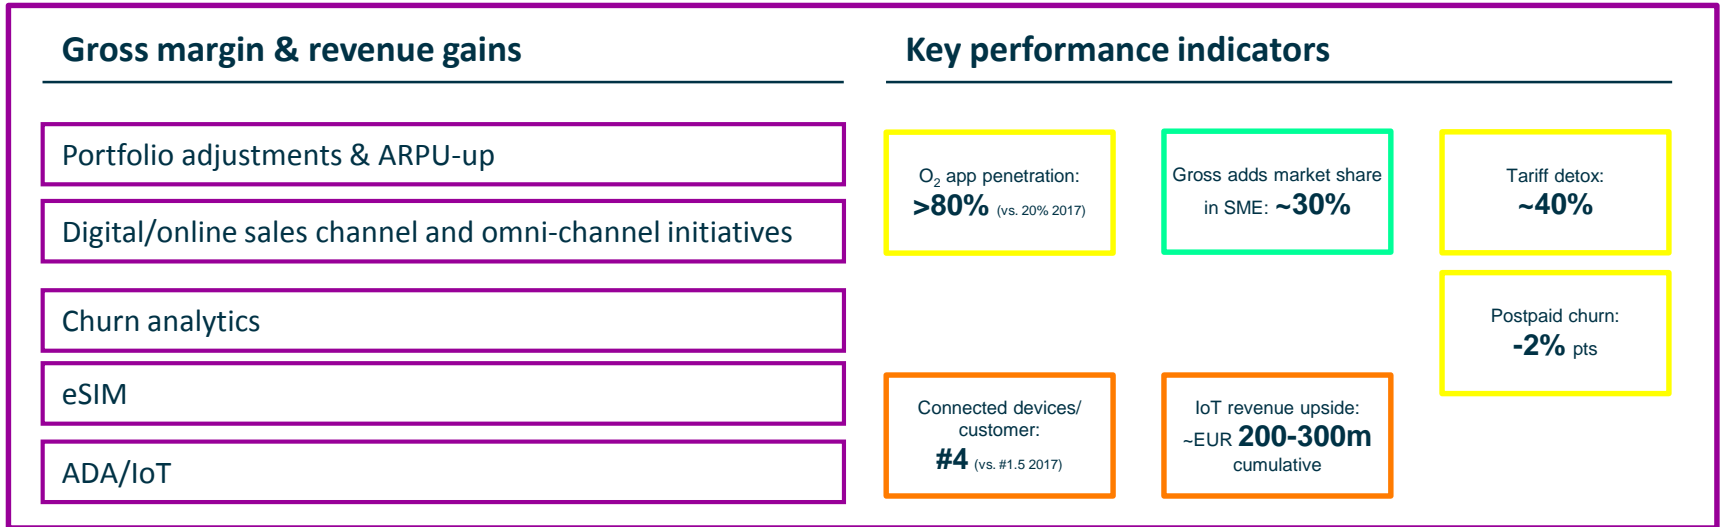 Gross margin & revenue gains
Portfolio adjustments & ARPU-up
Digital/online sales channel and omni-channel initiatives
Churn analytics
eSIM
ADA/IoT
Key performance indicators
O₂ app penetration:
>80% (vs. 20% 2017)
Gross adds market share
in SME: ~30%
Tariff detox:
~40%
Postpaid churn:
-2% pts
Connected devices/
customer:
#4 (vs. #1.5 2017)
IoT revenue upside:
~EUR 200-300m
cumulative